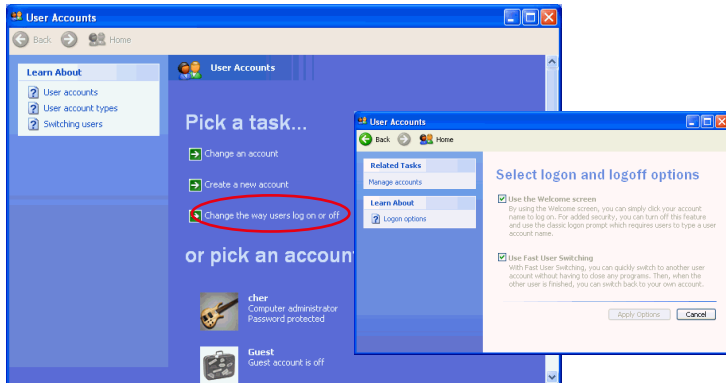 User Accounts
Back Home
Learn About
User accounts
User account types
Switching users
User Accounts
Pick a task...
Change an account
Create a new account
Change the way users log on or off
or pick an accoun
cher
Computer administrator
Password protected
Guest
Guest account is off
User Accounts
Back Home
Related Tasks
Manage accounts
Learn About
Logon options
Select logon and logoff options
Use the Welcome screen
By using the Welcome screen, you can simply click your account
name to log on. For added security, you can turn off this feature
and use the classic logon prompt which requires users to type a user
account name.
Use Fast User Switching
With Fast User Switching, you can quickly switch to another user
account without having to close any programs. Then, when the
other user is finished, you can switch back to your own account.
Apply Options Cancel